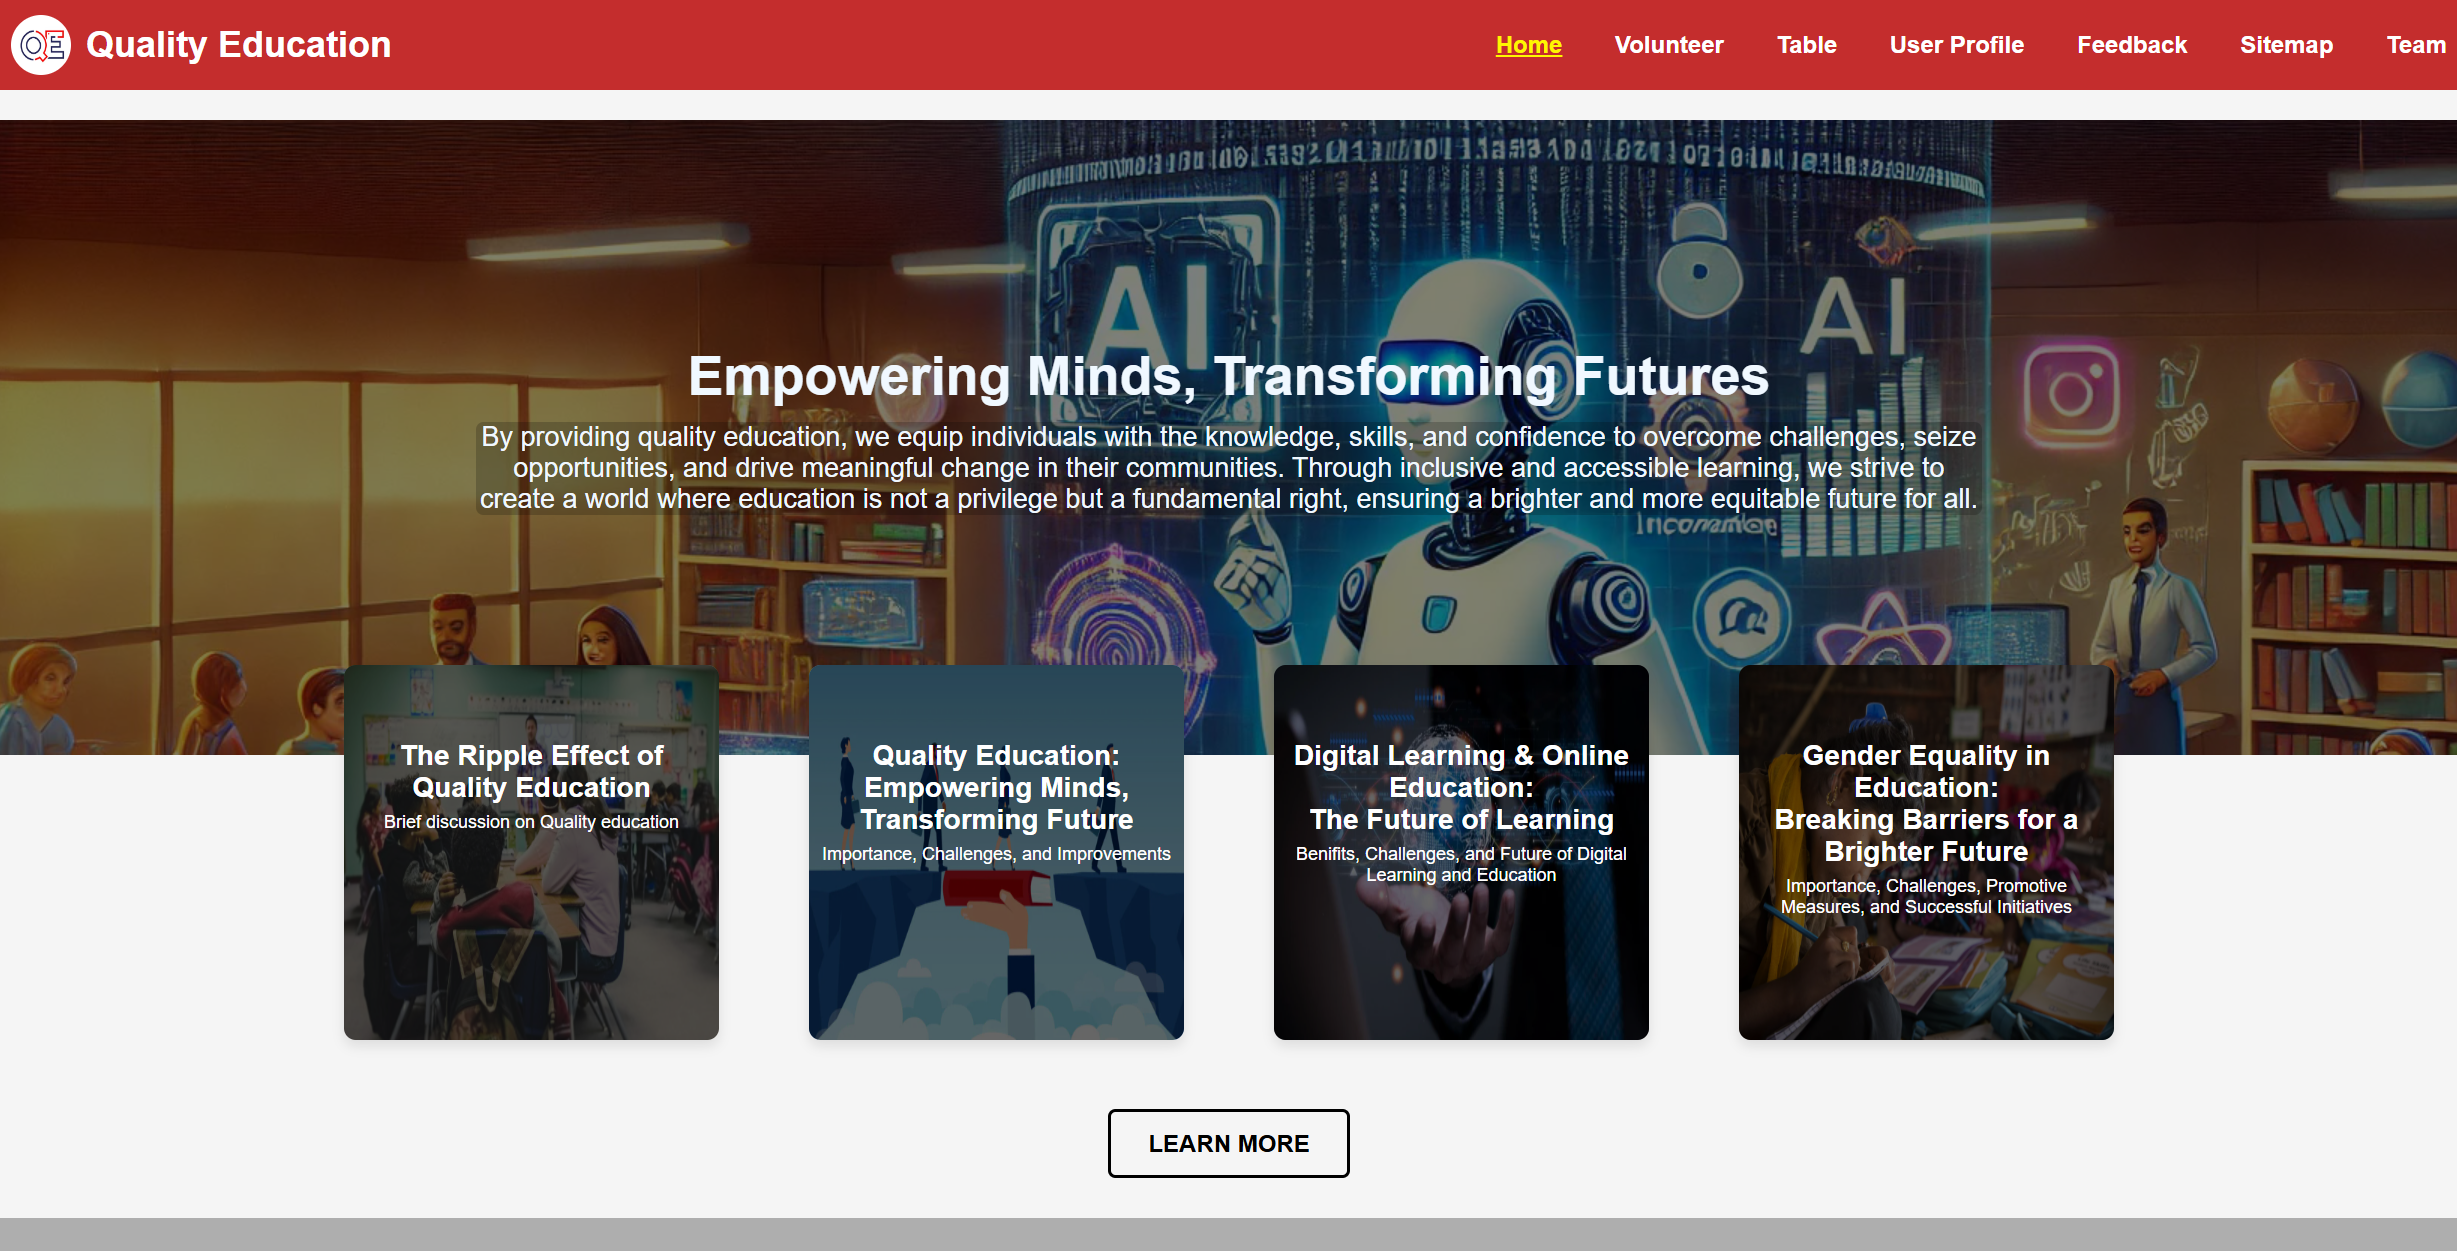 QE Quality Education
Home Volunteer Table User Profile Feedback Sitemap Team
AI
AI
Empowering Minds, Transforming Futures
By providing quality education, we equip individuals with the knowledge, skills, and confidence to overcome challenges, seize
opportunities, and drive meaningful change in their communities. Through inclusive and accessible learning, we strive to
create a world where education is not a privilege but a fundamental right, ensuring a brighter and more equitable future for all.
The Ripple Effect of
Quality Education
Brief discussion on Quality education
Quality Education:
Empowering Minds,
Transforming Future
Importance, Challenges, and Improvements
Digital Learning & Online
Education:
The Future of Learning
Benifits, Challenges, and Future of Digital
Learning and Education
Gender Equality in
Education:
Breaking Barriers for a
Brighter Future
Importance, Challenges, Promotive
Measures, and Successful Initiatives
LEARN MORE